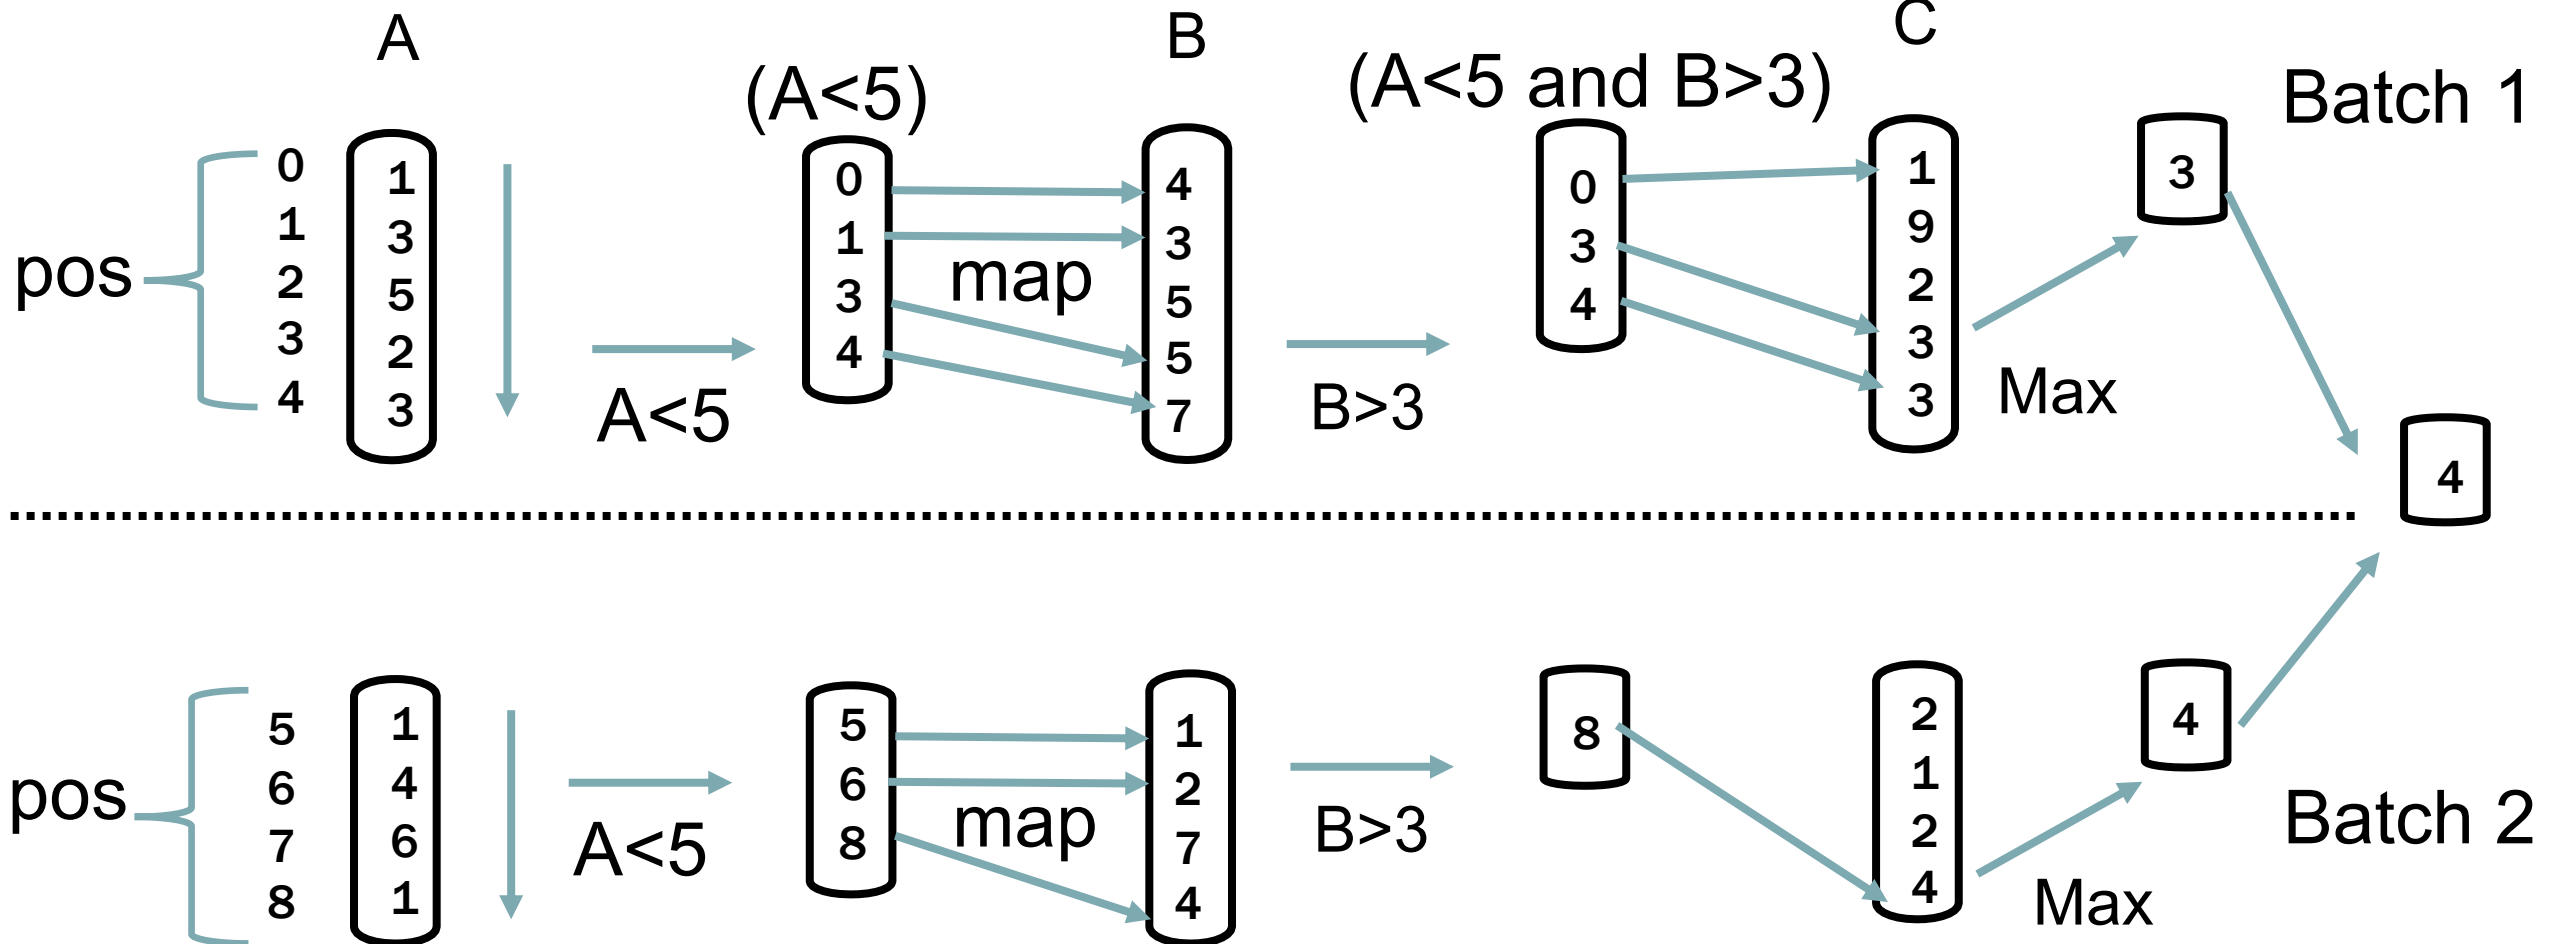 A B C
(A<5) (A<5 and B>3) Batch 1
pos
0 1 0 4 0 1 3
1 3 1 3 3 9
2 5 3 map 5 4 2
3 2 4 5 3 Max
4 3 A<5 7 B>3 3
4
pos
5 1 5 1 8 2 4
6 4 6 2 1
7 6 A<5 8 map 7 B>3 2 Batch 2
8 1 4 4 Max